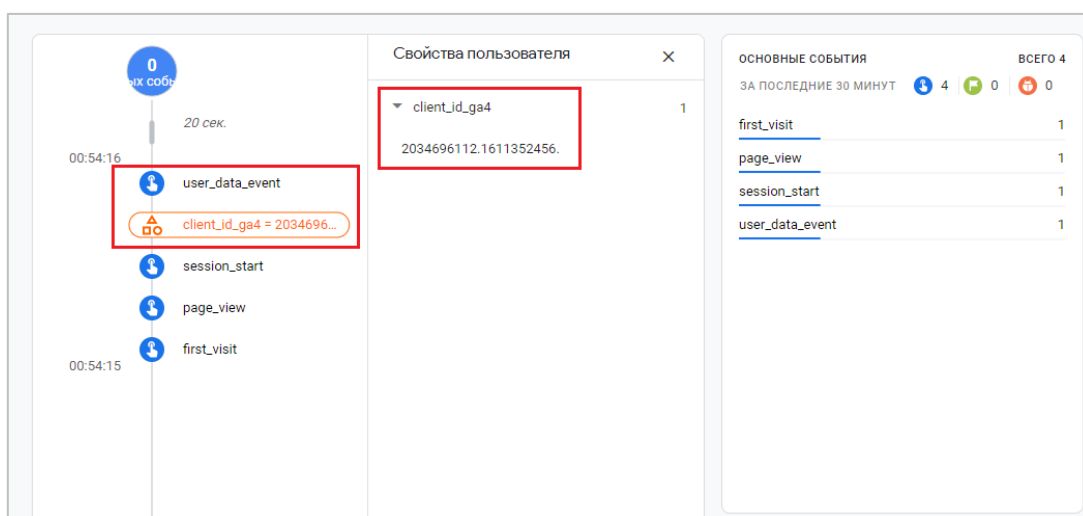 0
ых собы
20 сек.
00:54:16
user_data_event
client_id_ga4 = 2034696...
session_start
page_view
first_visit
00:54:15
Свойства пользователя
client_id_ga4 1
2034696112.1611352456.
ОСНОВНЫЕ СОБЫТИЯ ВСЕГО 4
ЗА ПОСЛЕДНИЕ 30 МИНУТ 4 0 0
first_visit 1
page_view 1
session_start 1
user_data_event 1